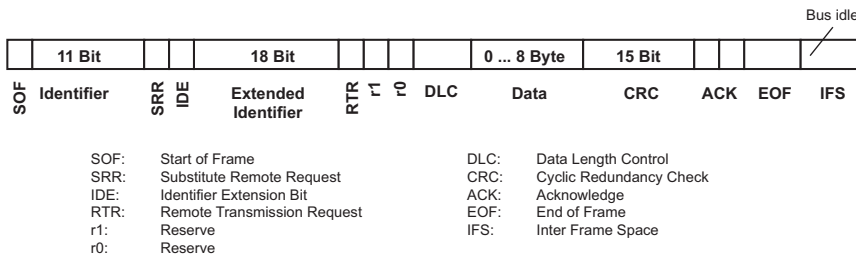 Bus idle
11 Bit 18 Bit 0 ... 8 Byte 15 Bit
SOF Identifier SRR IDE Extended Identifier RTR r1 r0 DLC Data CRC ACK EOF IFS
SOF: Start of Frame
SRR: Substitute Remote Request
IDE: Identifier Extension Bit
RTR: Remote Transmission Request
r1: Reserve
r0: Reserve
DLC: Data Length Control
CRC: Cyclic Redundancy Check
ACK: Acknowledge
EOF: End of Frame
IFS: Inter Frame Space